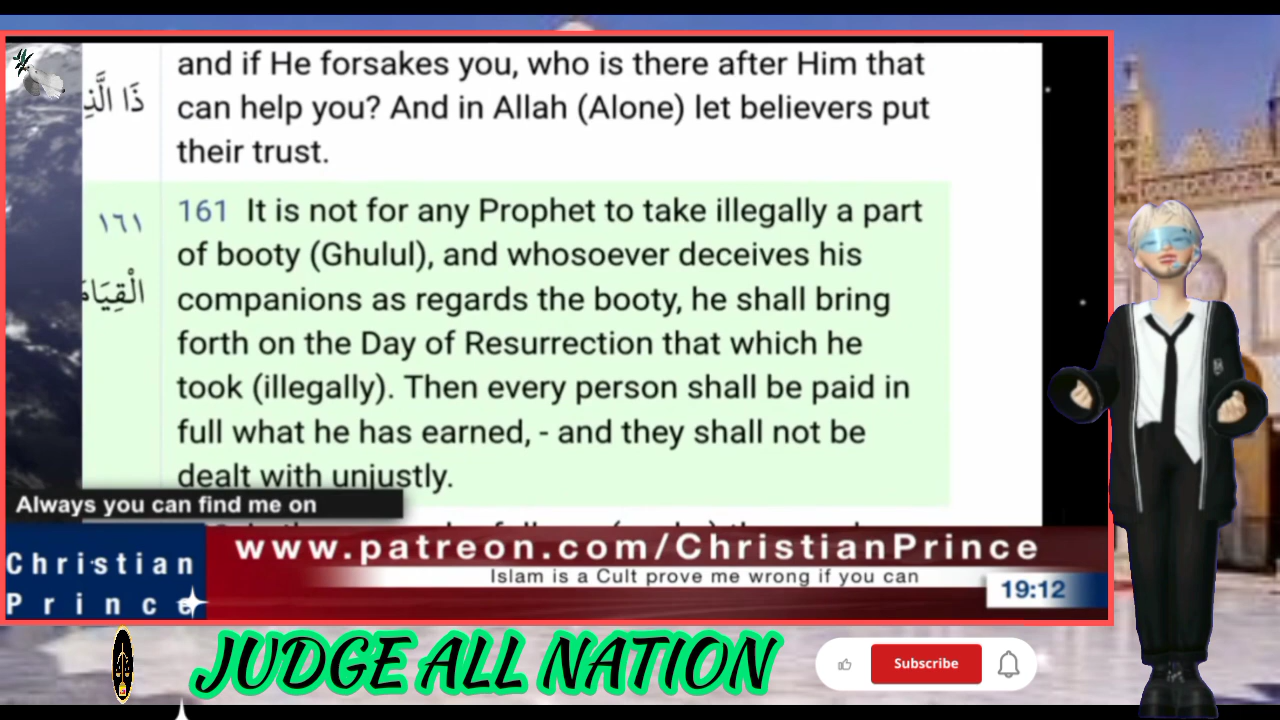 and if He forsakes you, who is there after Him that
can help you? And in Allah (Alone) let believers put
their trust.
ذَا الَّذِ
١٦١
161 It is not for any Prophet to take illegally a part
of booty (Ghulul), and whosoever deceives his
companions as regards the booty, he shall bring
forth on the Day of Resurrection that which he
took (illegally). Then every person shall be paid in
full what he has earned, - and they shall not be
dealt with unjustly.
الْقِيَامَ
Always you can find me on
www.patreon.com/ChristianPrince
Christian
Prince
Islam is a Cult prove me wrong if you can
19:12
JUDGE ALL NATION
Subscribe